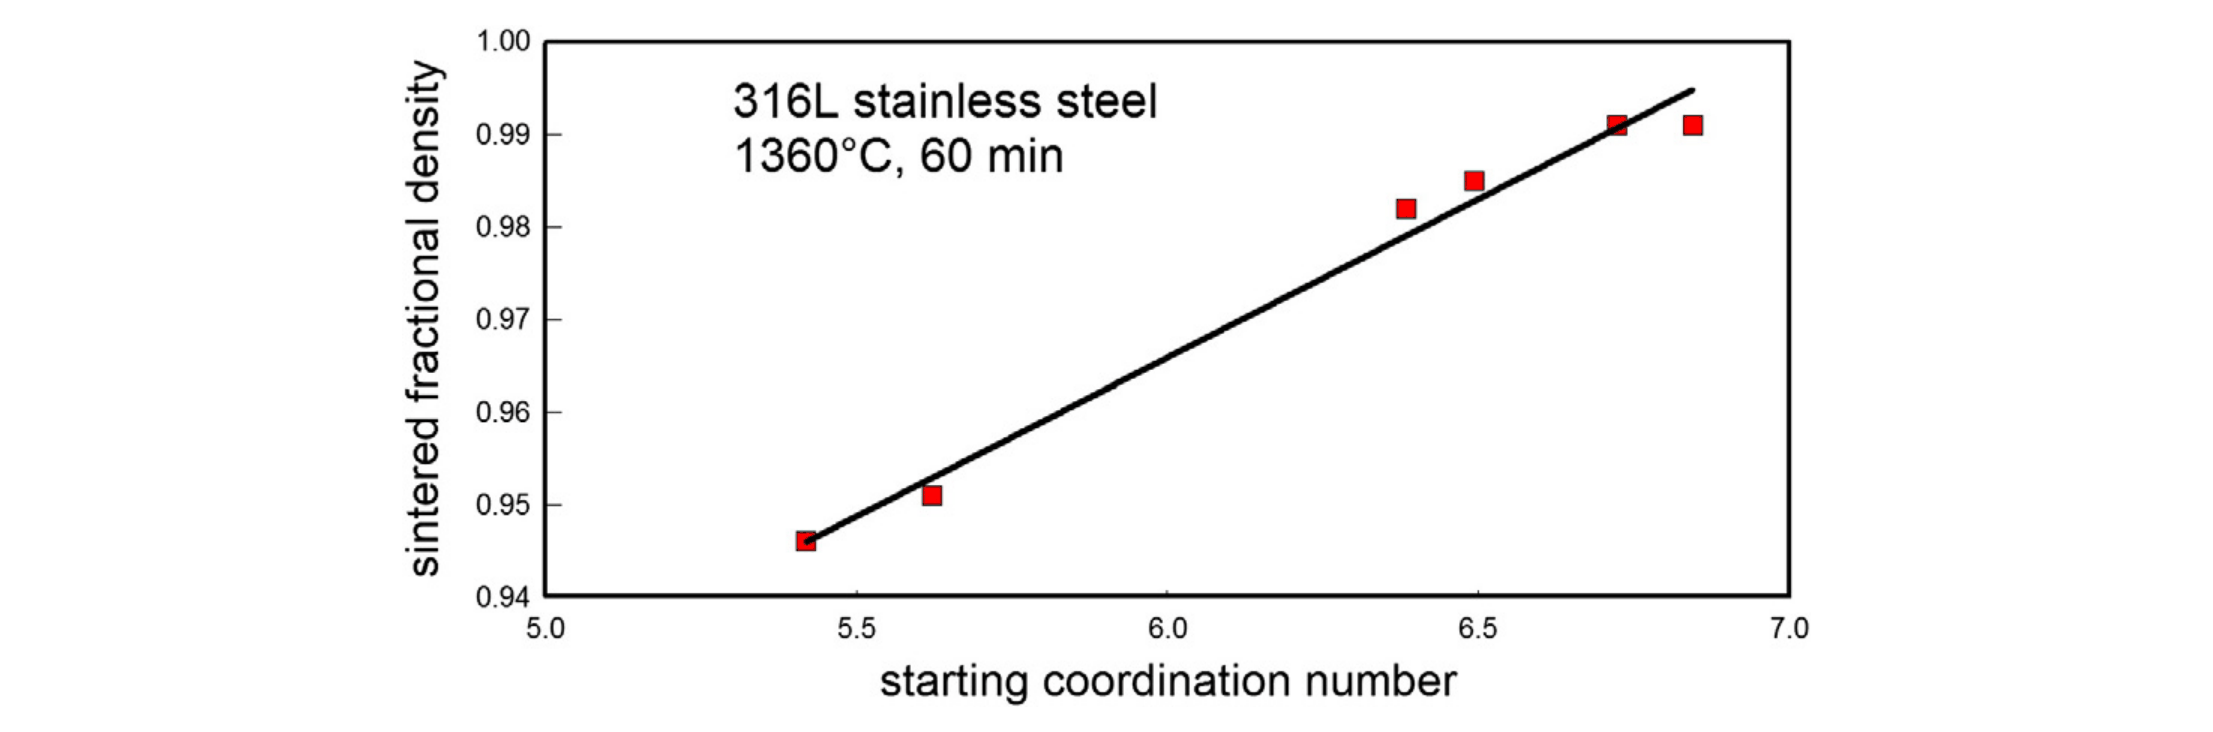 1.00
316L stainless steel
1360°C, 60 min
0.99
0.98
0.97
0.96
0.95
0.94
sintered fractional density
5.0 5.5 6.0 6.5 7.0
starting coordination number